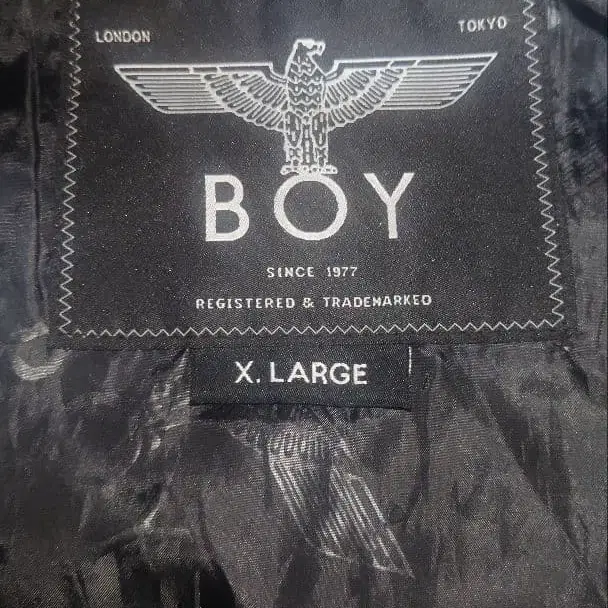 LONDON TOKYO
BOY
SINCE 1977
REGISTERED & TRADEMARKED
X. LARGE